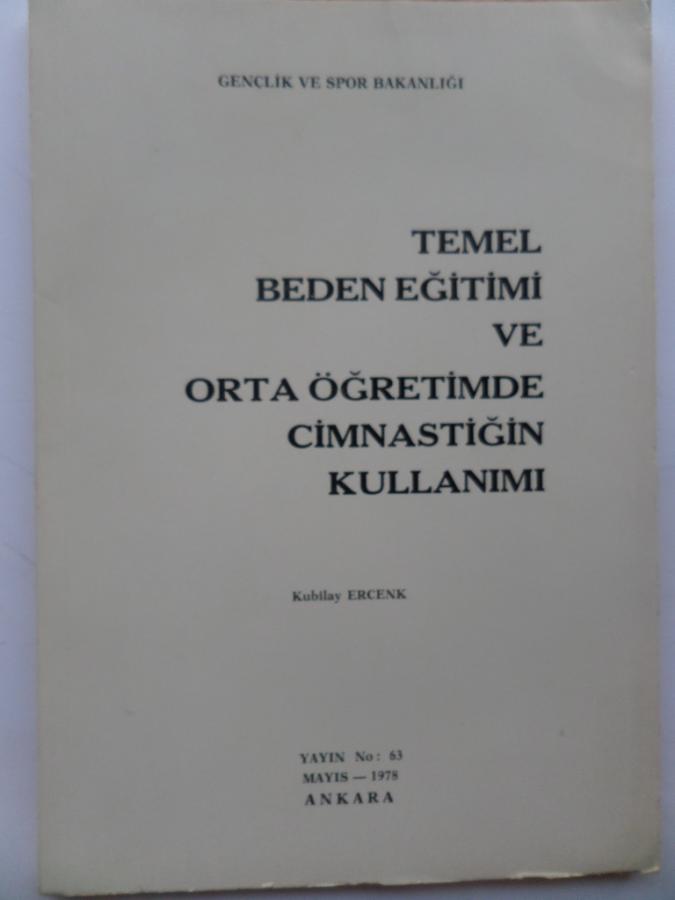 GENÇLİK VE SPOR BAKANLIĞI
TEMEL
BEDEN EĞİTİMİ
VE
ORTA ÖĞRETİMDE
CİMNASTİĞİN
KULLANIMI
Kubilay ERCENK
YAYIN No: 63
MAYIS — 1978
ANKARA